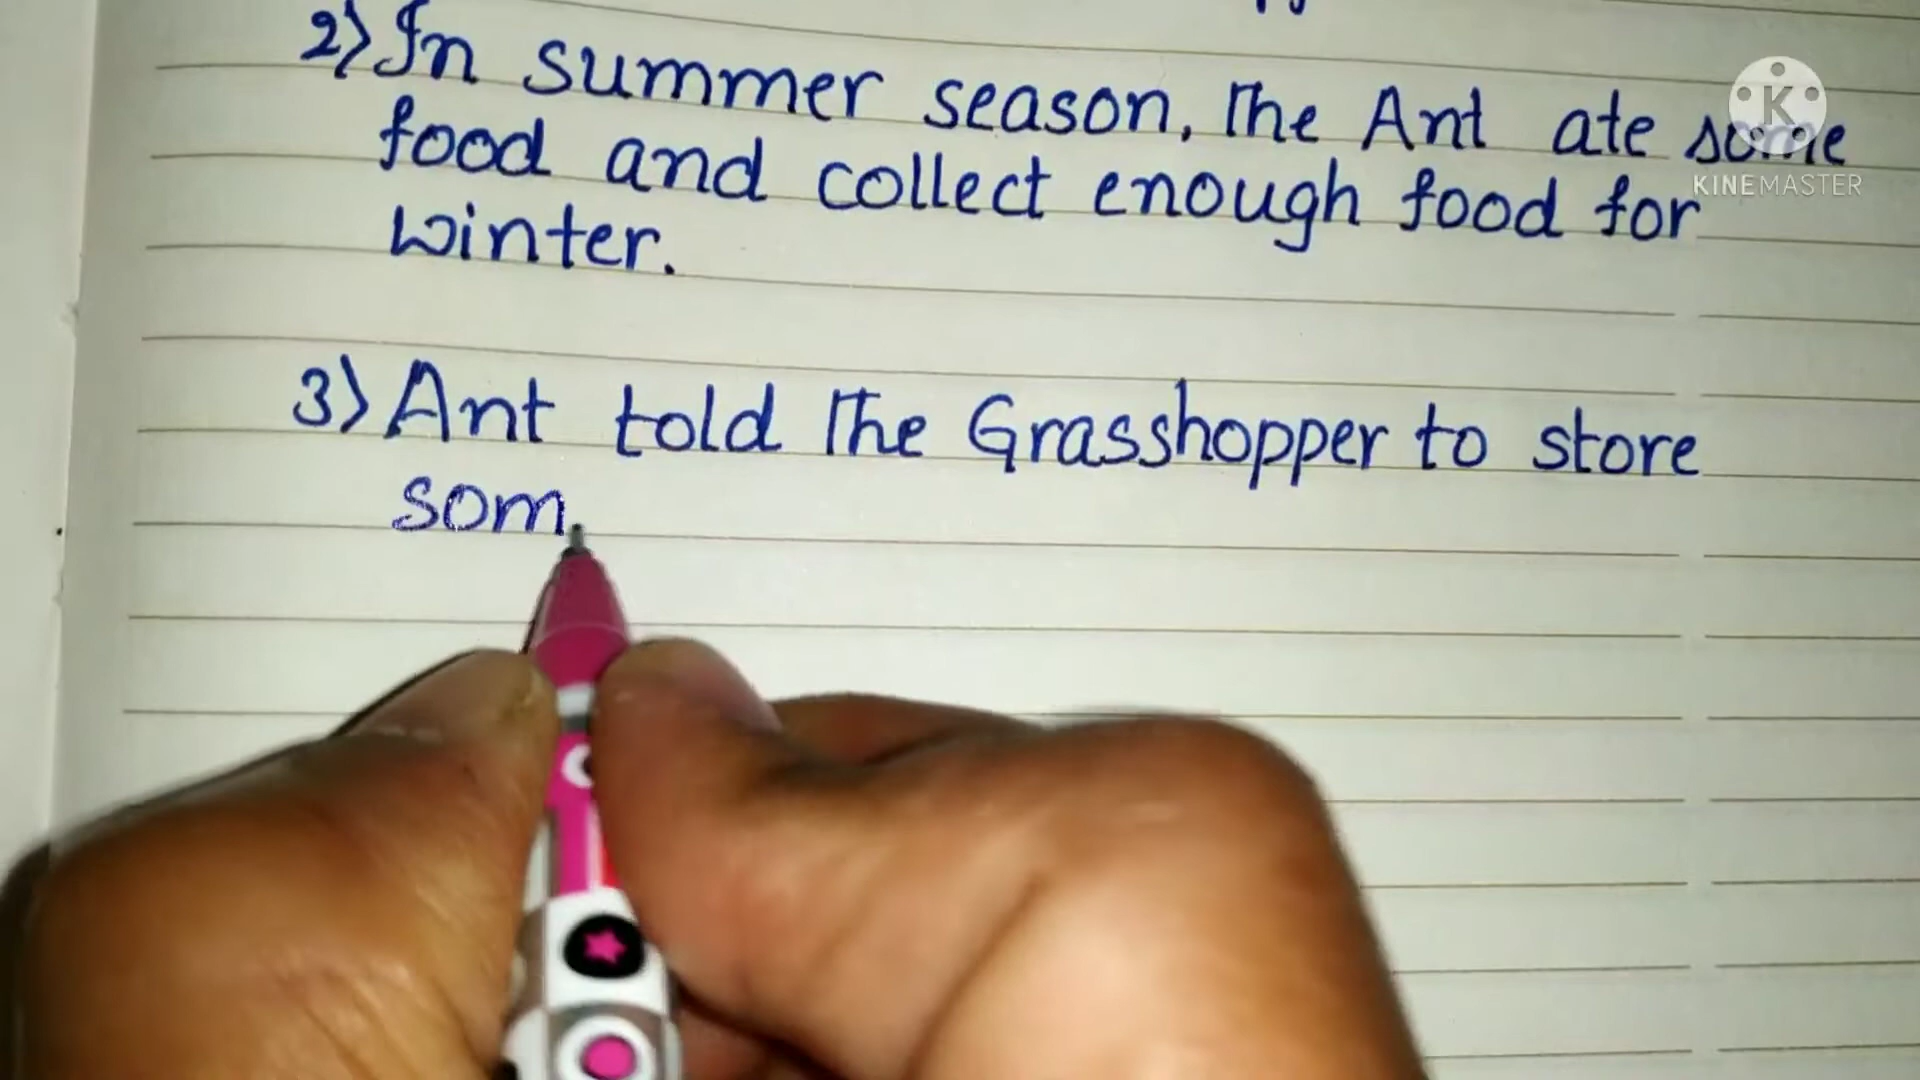 2) In summer season, the Ant ate some
food and collect enough food for
winter.
3) Ant told the Grasshopper to store
som
KINEMASTER